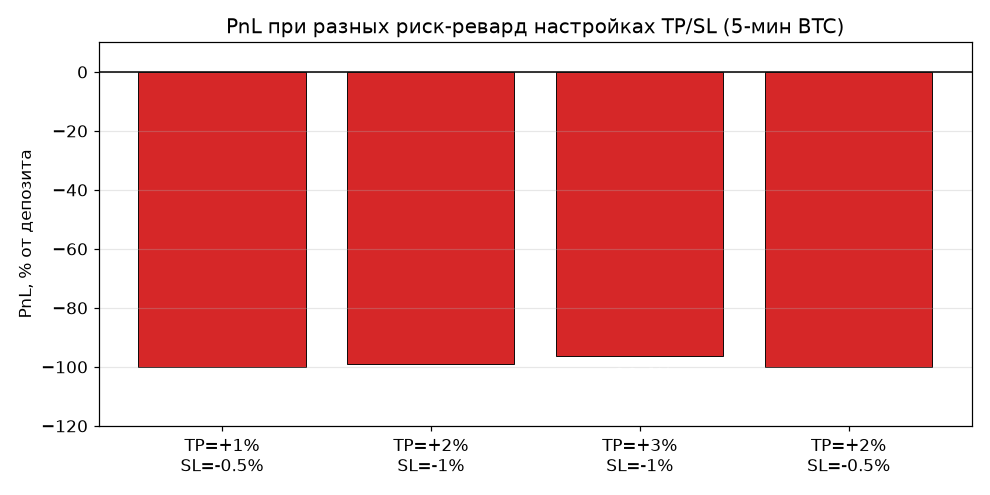 PnL при разных риск-ревард настройках TP/SL (5-мин BTC)
PnL, % от депозита
0
−20
−40
−60
−80
−100
−120
TP=+1%
SL=-0.5%
TP=+2%
SL=-1%
TP=+3%
SL=-1%
TP=+2%
SL=-0.5%